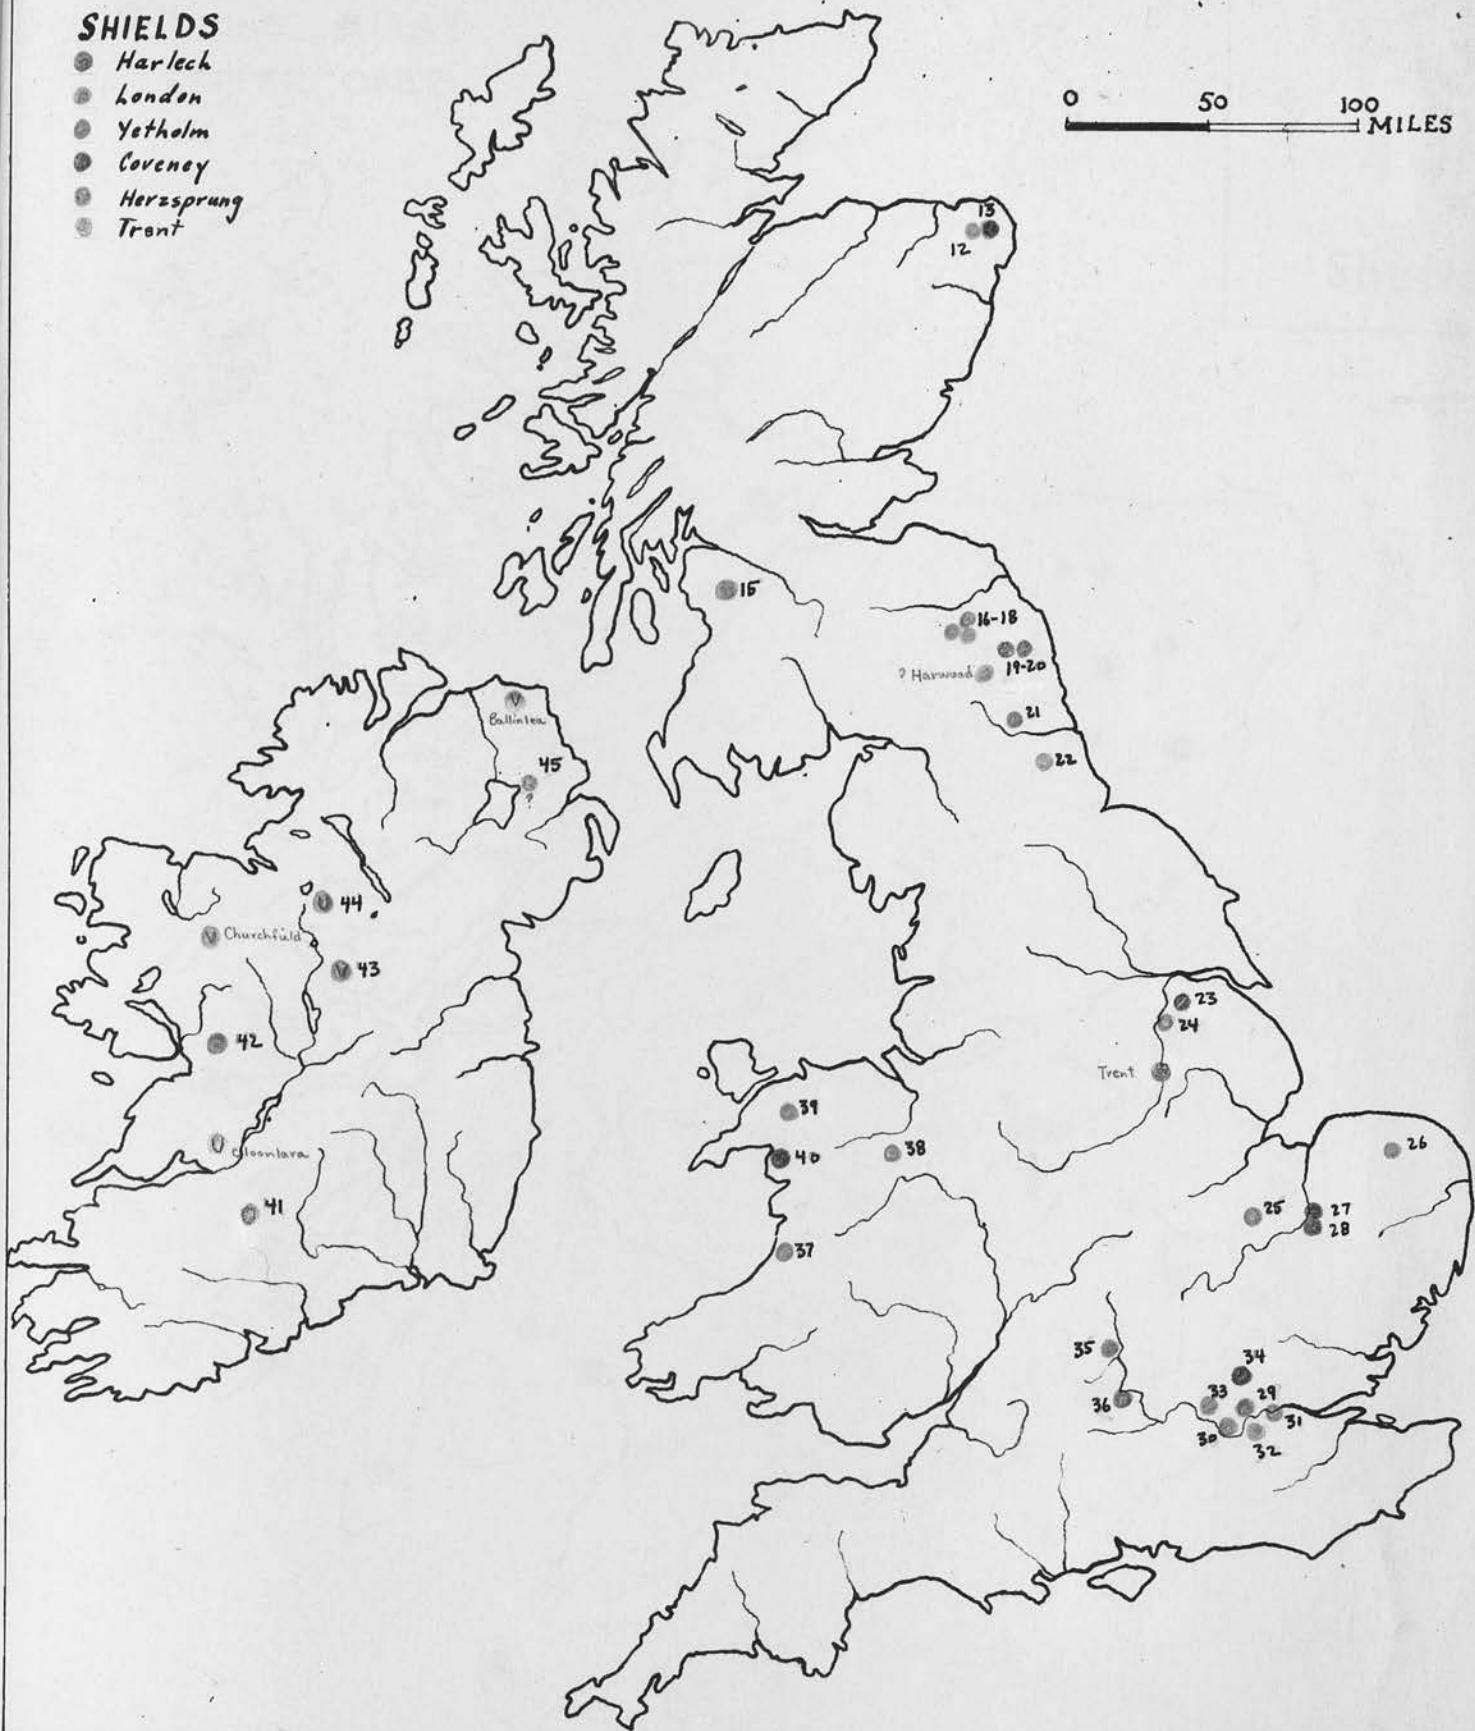 SHIELDS
Harlech
London
Yetholm
Coveney
Herzsprung
Trent
0 50 100
MILES
13
12
15
16-18
? Harwood 19-20
21
22
V
Ballintea
45
?
U 44
V Churchfield
V 43
42
U Cloonlara
41
23
24
Trent
39
40
38
37
26
25
27
28
35
36
34
33
29
31
30
32